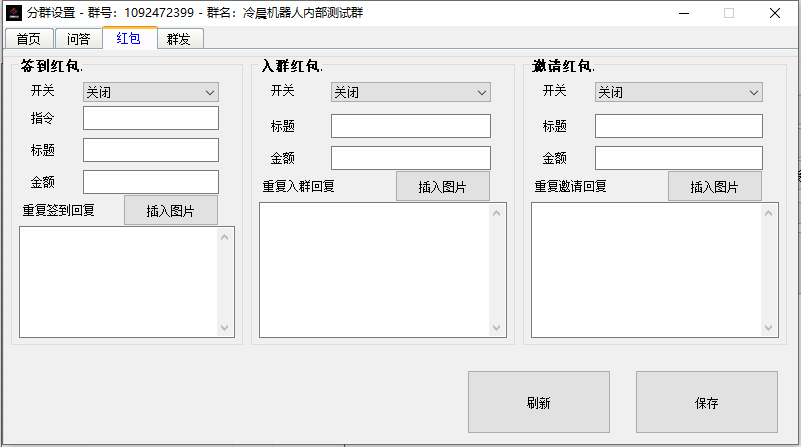 分群设置 - 群号：1092472399 - 群名：冷晨机器人内部测试群
首页 问答 红包 群发
签到红包.
开关 关闭
指令
标题
金额
重复签到回复 插入图片
入群红包.
开关 关闭
标题
金额
重复入群回复 插入图片
邀请红包.
开关 关闭
标题
金额
重复邀请回复 插入图片
刷新 保存